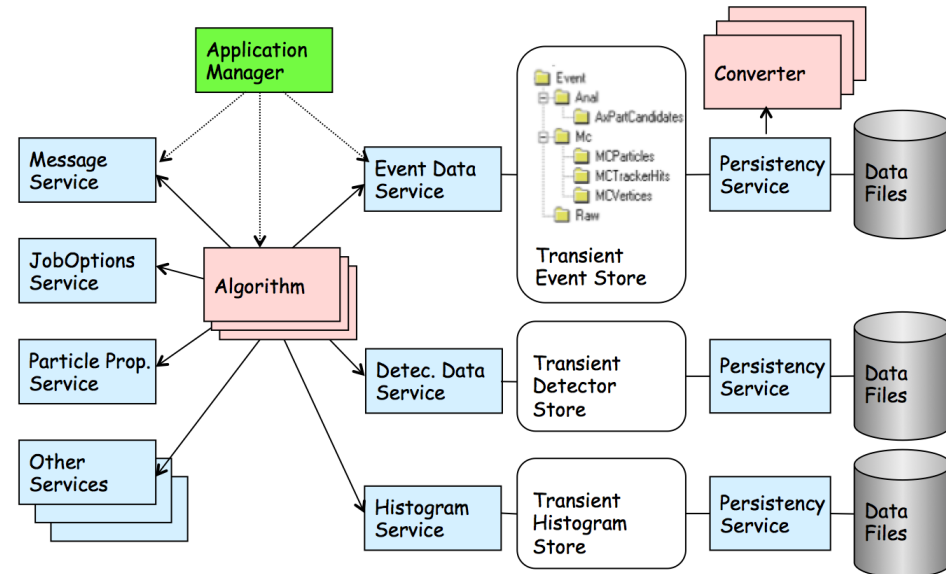 Application
Manager
Converter
Event
Anal
AxPartCandidates
Mc
MCParticles
MCTrackerHits
MCVertices
Raw
Transient
Event Store
Message
Service
Event Data
Service
Persistency
Service
Data
Files
JobOptions
Service
Algorithm
Particle Prop.
Service
Detec. Data
Service
Transient
Detector
Store
Persistency
Service
Data
Files
Other
Services
Histogram
Service
Transient
Histogram
Store
Persistency
Service
Data
Files